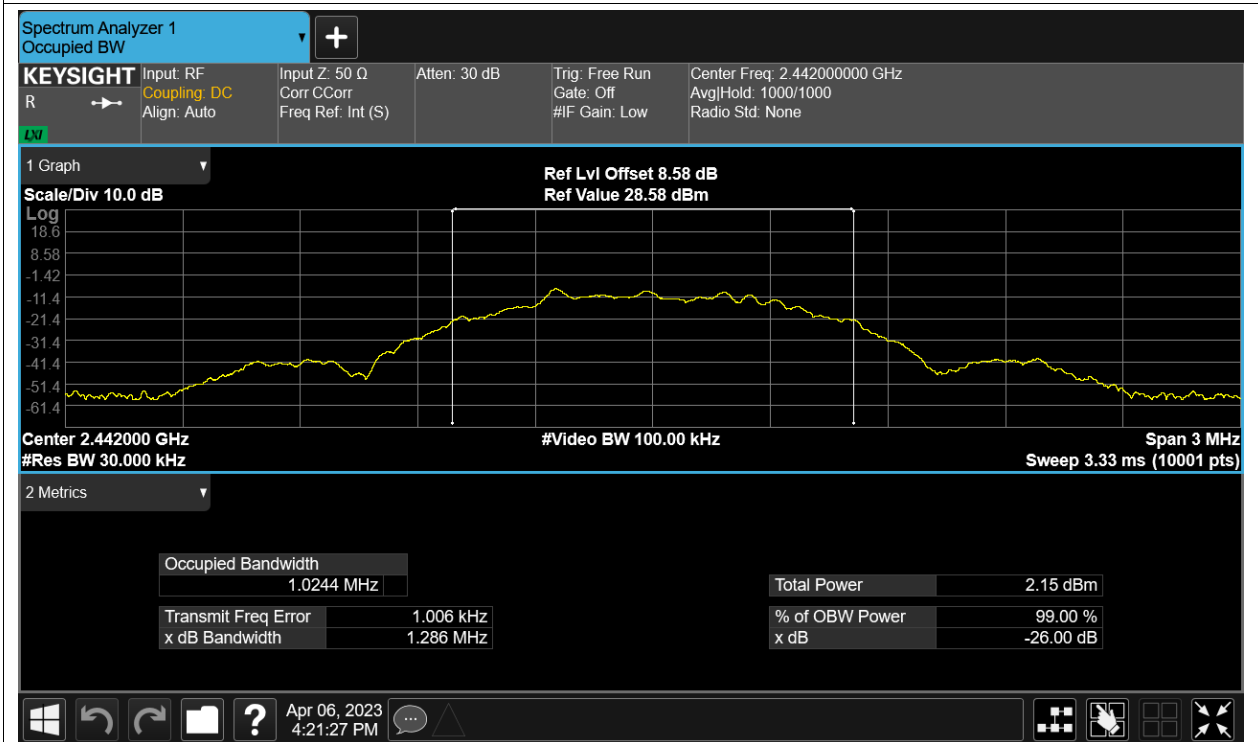 Spectrum Analyzer 1
Occupied BW
+
KEYSIGHT
R
LXI
Input: RF
Coupling: DC
Align: Auto
Input Z: 50 Ω
Corr CCorr
Freq Ref: Int (S)
Atten: 30 dB
Trig: Free Run
Gate: Off
#IF Gain: Low
Center Freq: 2.442000000 GHz
Avg|Hold: 1000/1000
Radio Std: None
1 Graph
Scale/Div 10.0 dB
Ref Lvl Offset 8.58 dB
Ref Value 28.58 dBm
Log
18.6
8.58
-1.42
-11.4
-21.4
-31.4
-41.4
-51.4
-61.4
Center 2.442000 GHz
#Video BW 100.00 kHz
Span 3 MHz
#Res BW 30.000 kHz
Sweep 3.33 ms (10001 pts)
2 Metrics
Occupied Bandwidth
1.0244 MHz
Total Power 2.15 dBm
Transmit Freq Error 1.006 kHz
% of OBW Power 99.00 %
x dB Bandwidth 1.286 MHz
x dB -26.00 dB
?
Apr 06, 2023
4:21:27 PM